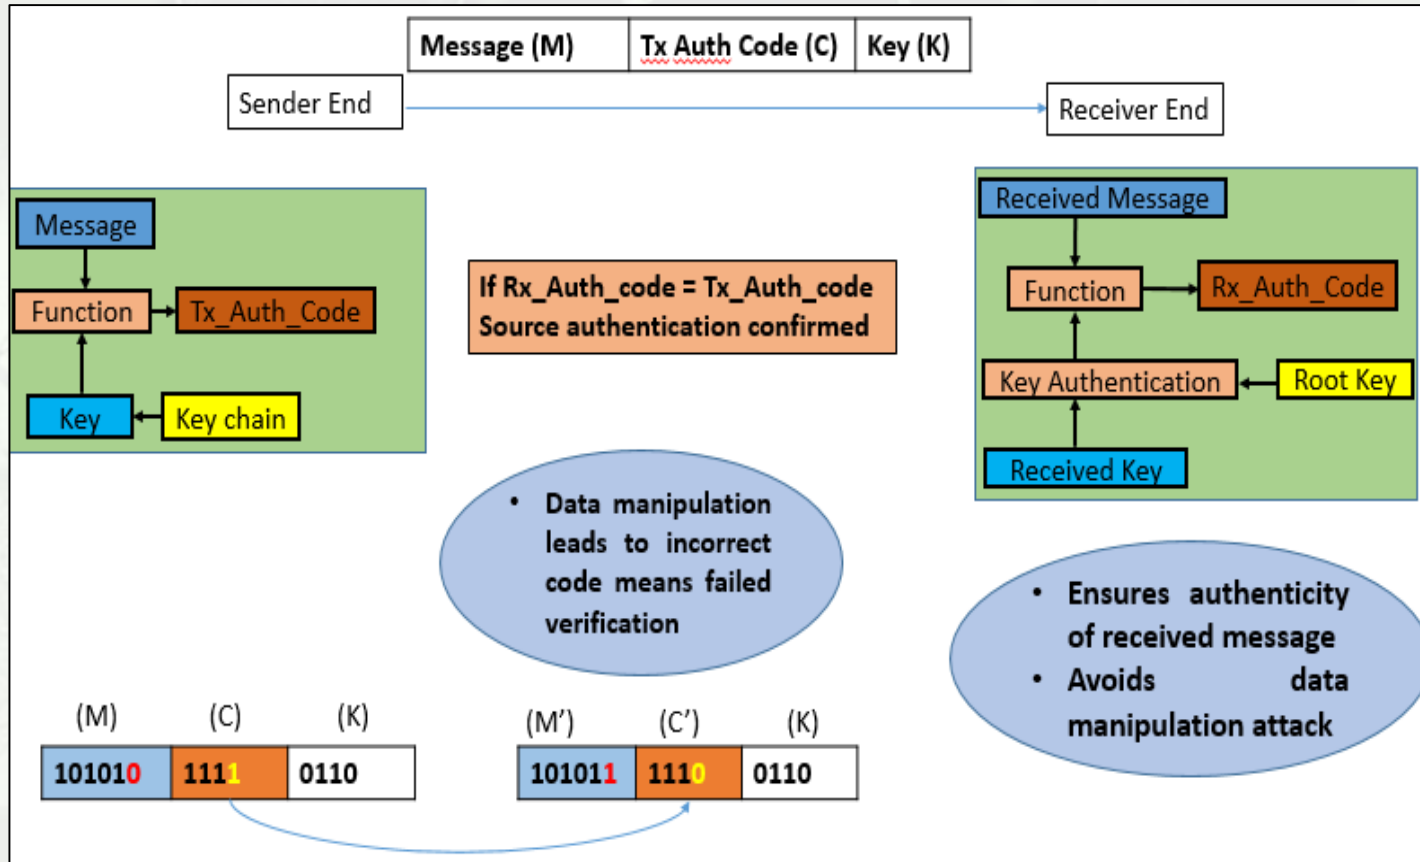 Message (M) Tx Auth Code (C) Key (K)
Sender End
Receiver End
Message
Function
Tx_Auth_Code
Key
Key chain
If Rx_Auth_code = Tx_Auth_code
Source authentication confirmed
Received Message
Function
Rx_Auth_Code
Key Authentication
Root Key
Received Key
• Data manipulation
leads to incorrect
code means failed
verification
• Ensures authenticity
of received message
• Avoids data
manipulation attack
(M) (C) (K)
101010 1111 0110
(M’) (C’) (K)
101011 1110 0110